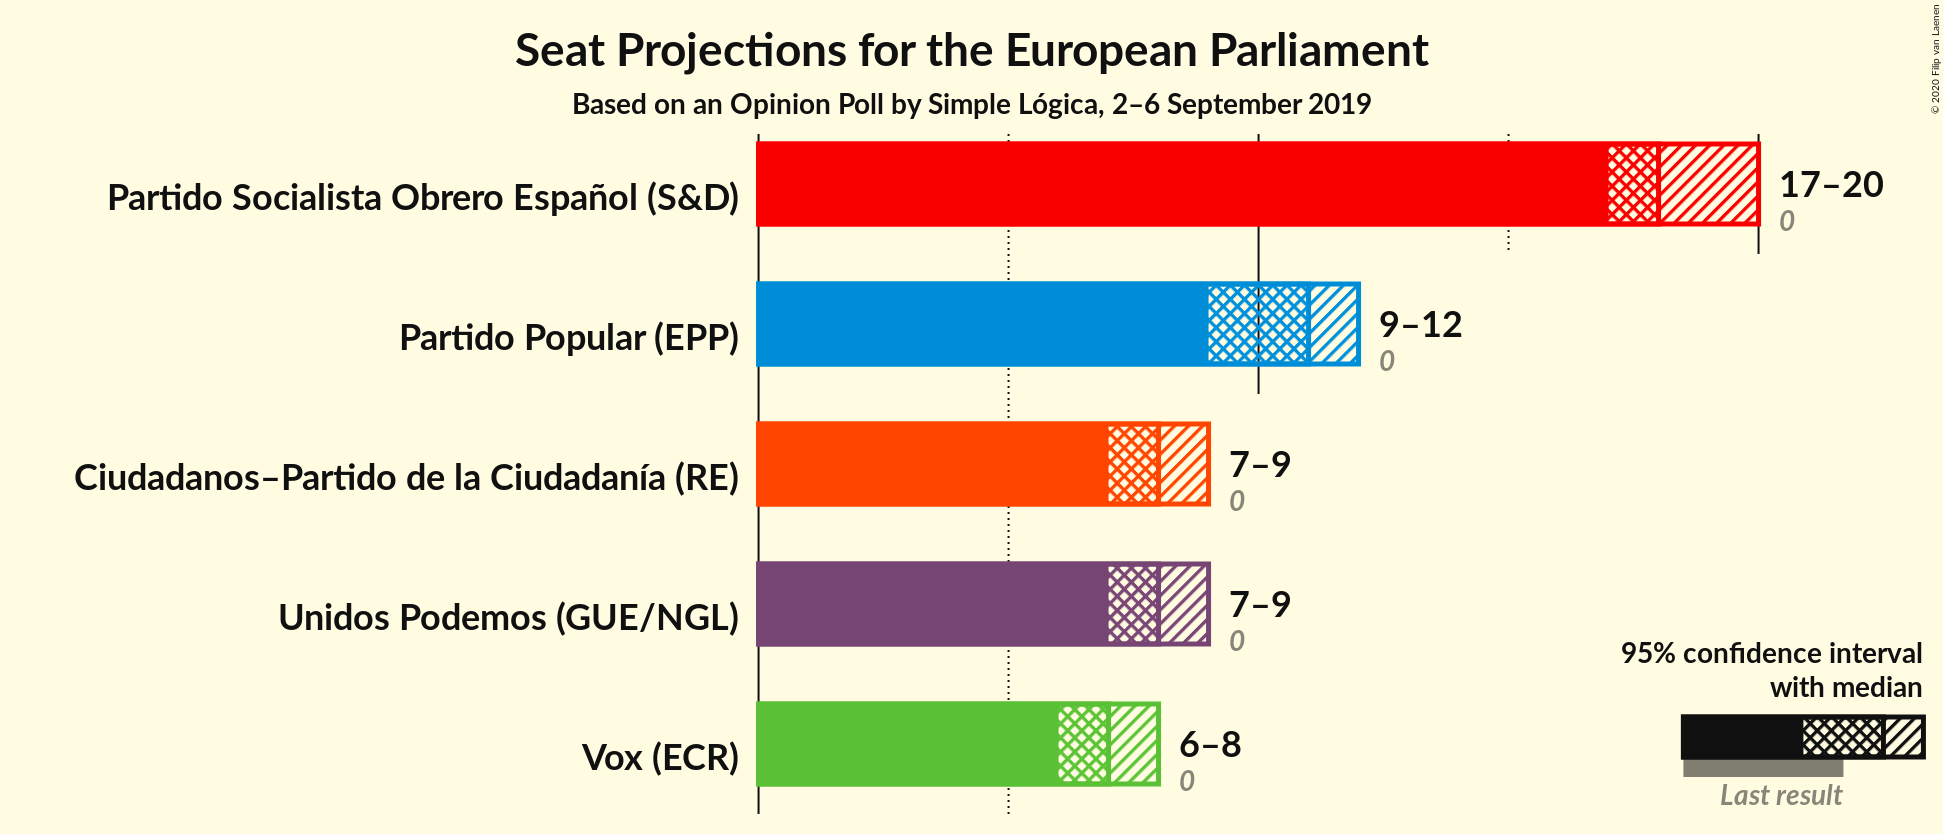 Seat Projections for the European Parliament
Based on an Opinion Poll by Simple Lógica, 2–6 September 2019
© 2020 Filip van Laenen
Partido Socialista Obrero Español (S&D)
17–20
0
Partido Popular (EPP)
9–12
0
Ciudadanos–Partido de la Ciudadanía (RE)
7–9
0
Unidos Podemos (GUE/NGL)
7–9
0
Vox (ECR)
6–8
0
95% confidence interval
with median
Last result